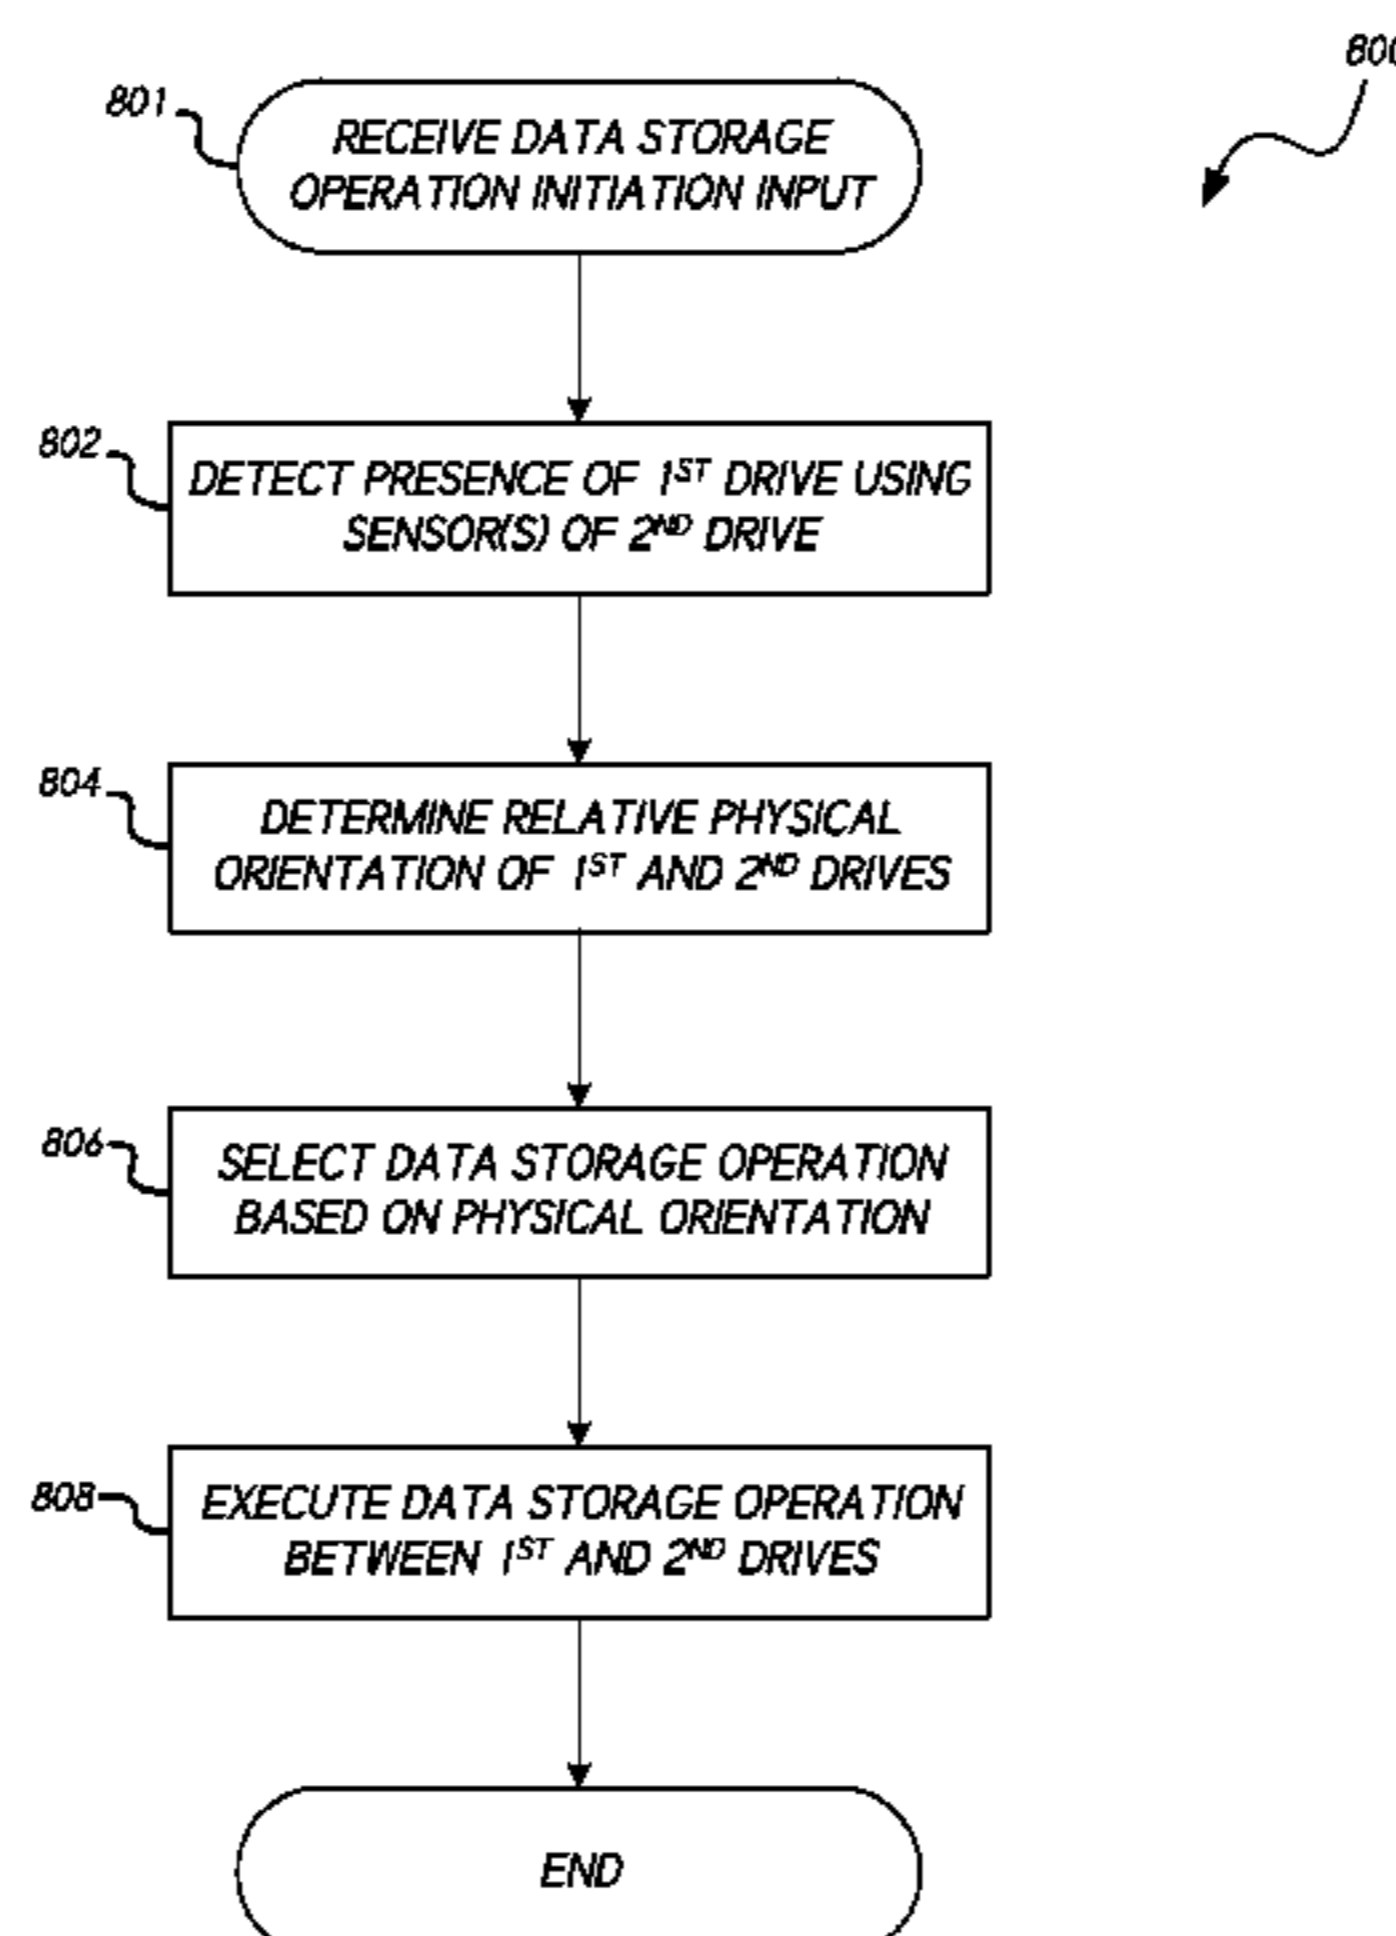 800
801
RECEIVE DATA STORAGE
OPERATION INITIATION INPUT
802
DETECT PRESENCE OF 1ST DRIVE USING
SENSOR(S) OF 2ND DRIVE
804
DETERMINE RELATIVE PHYSICAL
ORIENTATION OF 1ST AND 2ND DRIVES
806
SELECT DATA STORAGE OPERATION
BASED ON PHYSICAL ORIENTATION
808
EXECUTE DATA STORAGE OPERATION
BETWEEN 1ST AND 2ND DRIVES
END